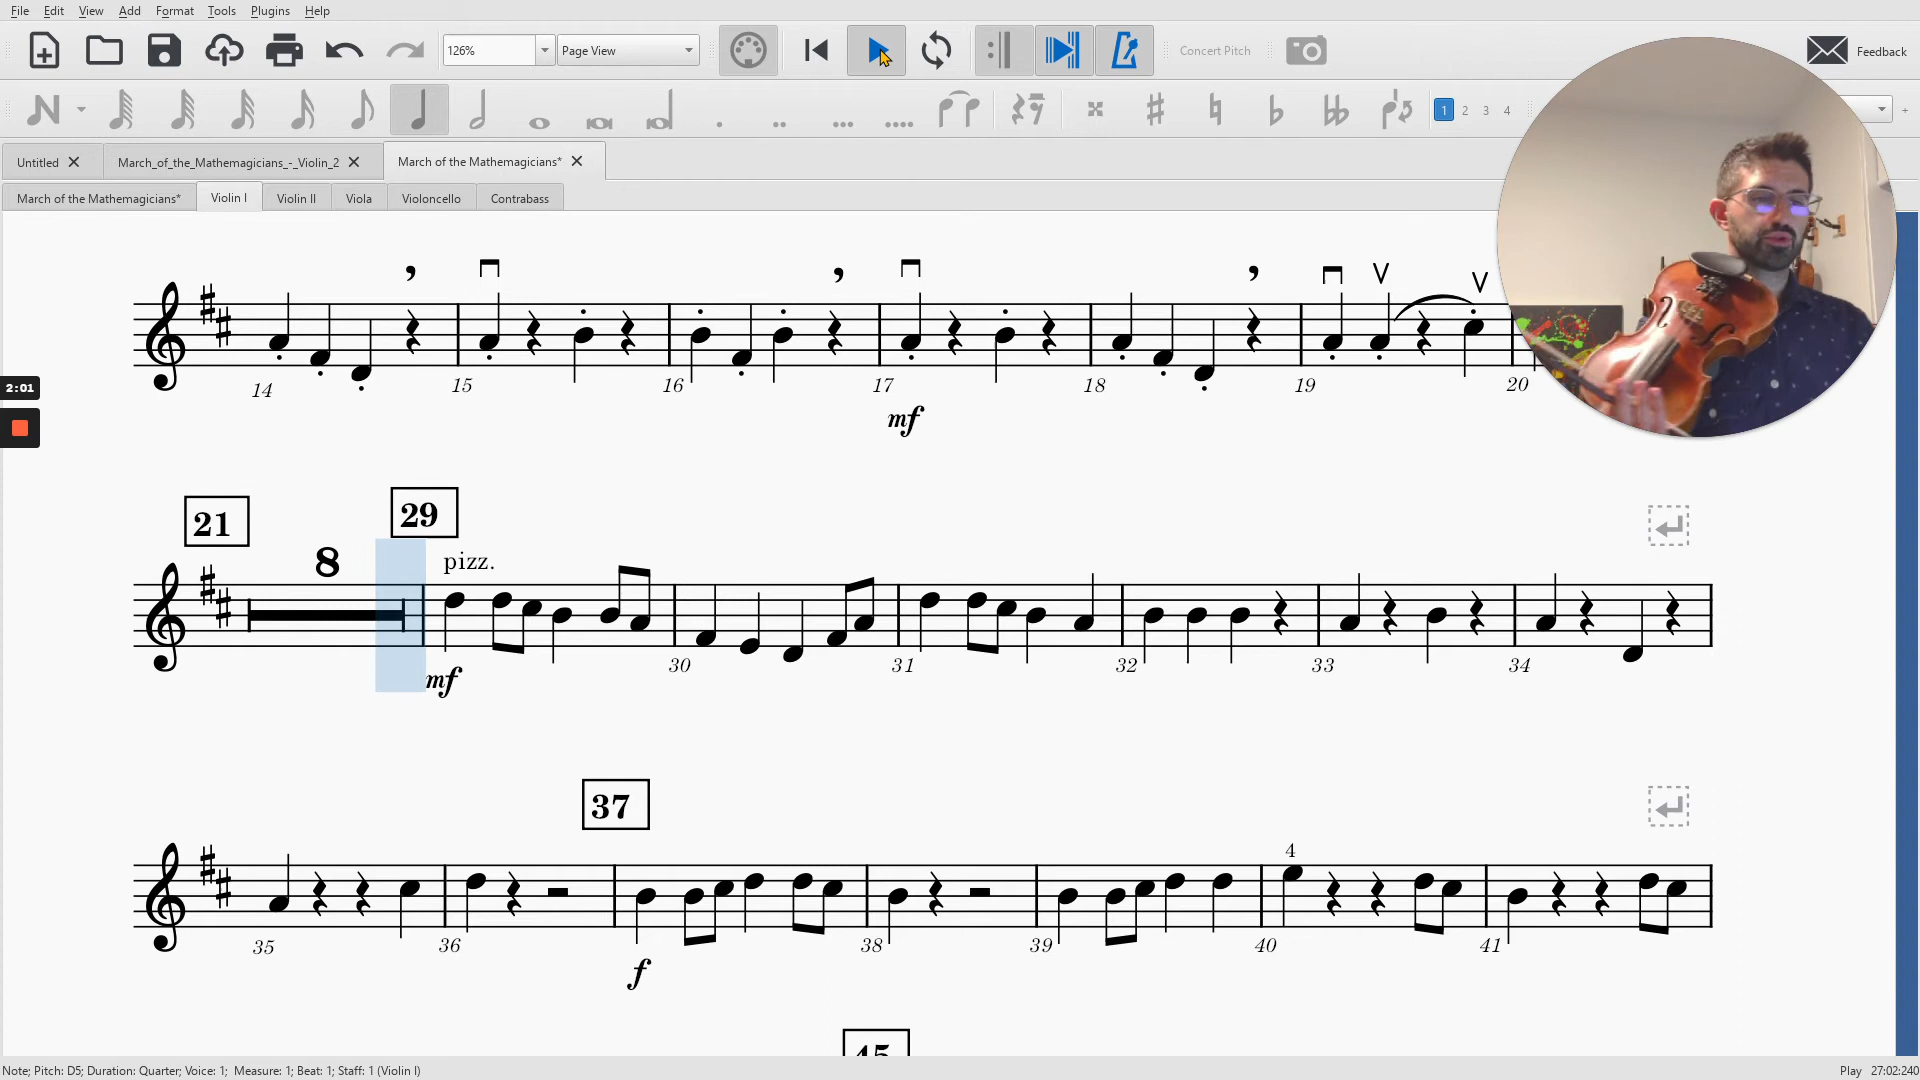 File Edit View Add Format Tools Plugins Help
126% Page View Concert Pitch Feedback
1 2 3 4
Untitled March_of_the_Mathemagicians_-_Violin_2 March of the Mathemagicians*
March of the Mathemagicians* Violin I Violin II Viola Violoncello Contrabass
14 15 16 17 18 19 20
2:01
mf
21 29
8 pizz.
30 31 32 33 34
mf
37
4
35 36 38 39 40 41
f
45
Note; Pitch: D5; Duration: Quarter; Voice: 1; Measure: 1; Beat: 1; Staff: 1 (Violin I) Play 27:02:240